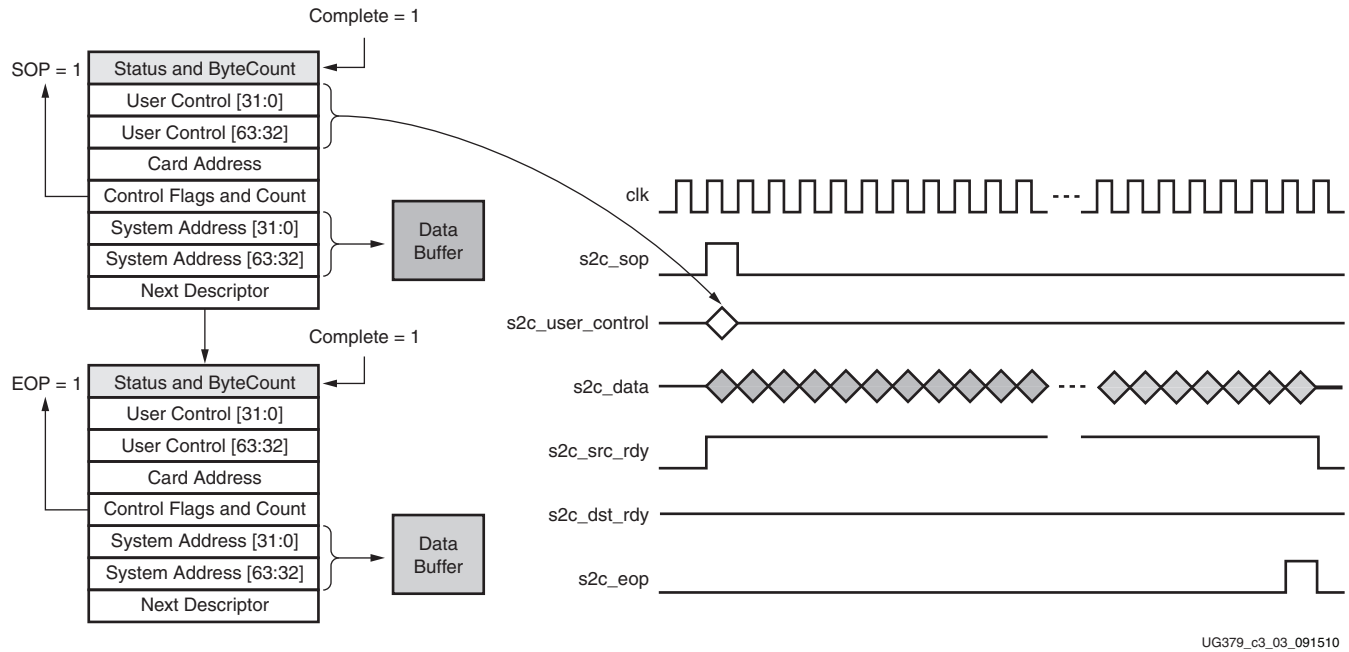 Complete = 1
SOP = 1
Status and ByteCount
User Control [31:0]
User Control [63:32]
Card Address
Control Flags and Count
System Address [31:0]
System Address [63:32]
Next Descriptor
Data
Buffer
Complete = 1
EOP = 1
Status and ByteCount
User Control [31:0]
User Control [63:32]
Card Address
Control Flags and Count
System Address [31:0]
System Address [63:32]
Next Descriptor
Data
Buffer
clk
s2c_sop
s2c_user_control
s2c_data
s2c_src_rdy
s2c_dst_rdy
s2c_eop
UG379_c3_03_091510